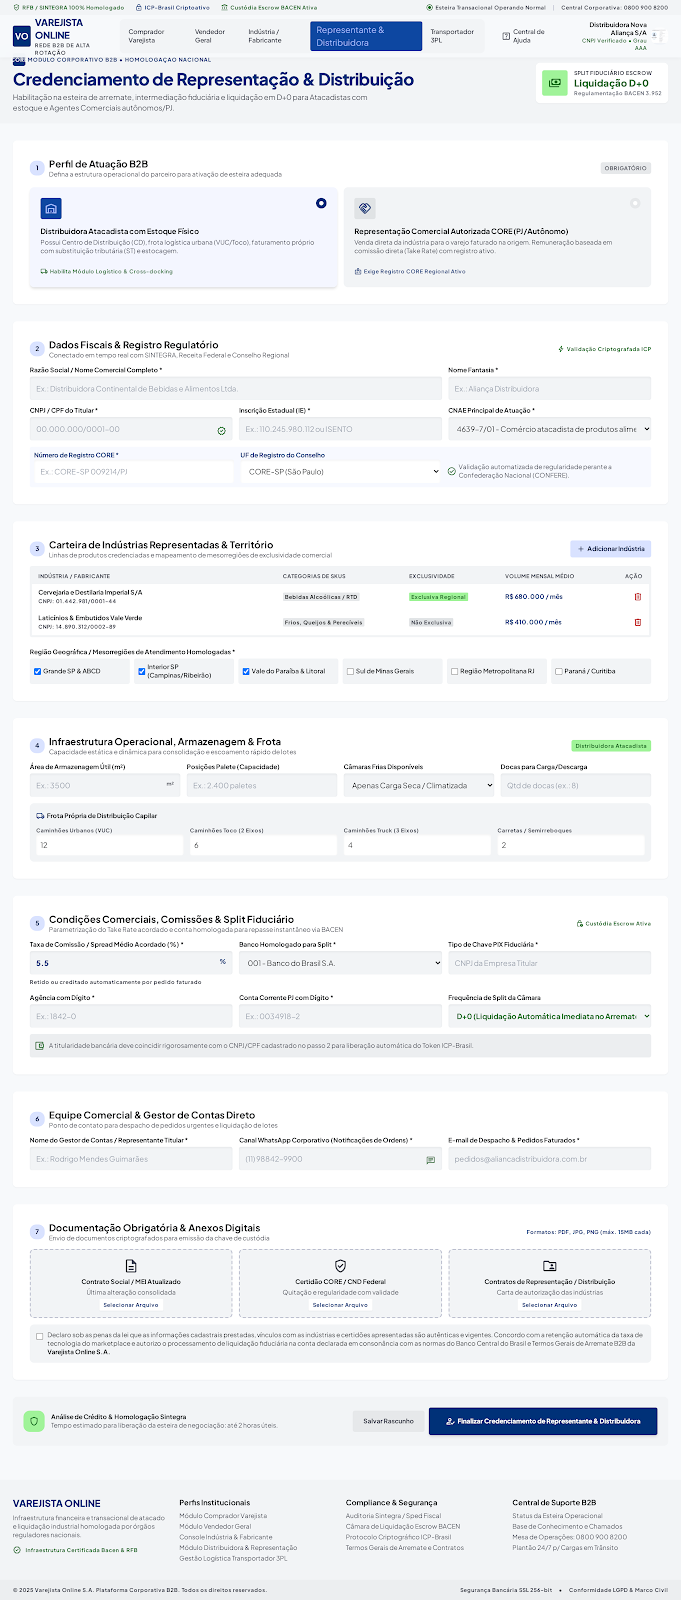 RFB / SINTEGRA 100% Homologado
ICP-Brasil Criptoativo
Custódia Escrow BACEN Ativa
Esteira Transacional Operando Normal
Central Corporativa: 0800 900 8200
VO
VAREJISTA ONLINE
REDE B2B DE ALTA ROTAÇÃO
Comprador Varejista
Vendedor Geral
Indústria / Fabricante
Representante & Distribuidora
Transportador 3PL
Central de Ajuda
Distribuidora Nova Aliança S/A
CNPJ Verificado • Grau AAA
MÓDULO CORPORATIVO B2B • HOMOLOGAÇÃO NACIONAL
Credenciamento de Representação & Distribuição
Habilitação na esteira de arremate, intermediação fiduciária e liquidação em D+0 para Atacadistas com
estoque e Agentes Comerciais autônomos/PJ.
SPLIT FIDUCIÁRIO ESCROW
Liquidação D+0
Regulamentação BACEN 3.952
1
Perfil de Atuação B2B
Defina a estrutura operacional do parceiro para ativação de esteira adequada
OBRIGATÓRIO
Distribuidora Atacadista com Estoque Físico
Possui Centro de Distribuição (CD), frota logística urbana (VUC/Toco), faturamento próprio
com substituição tributária (ST) e estocagem.
Habilita Módulo Logístico & Cross-docking
Representação Comercial Autorizada CORE (PJ/Autônomo)
Venda direta da indústria para o varejo faturado na origem. Remuneração baseada em
comissão direta (Take Rate) com registro ativo.
Exige Registro CORE Regional Ativo
2
Dados Fiscais & Registro Regulatório
Conectado em tempo real com SINTEGRA, Receita Federal e Conselho Regional
Validação Criptografada ICP
Razão Social / Nome Comercial Completo *
Nome Fantasia *
Ex.: Distribuidora Continental de Bebidas e Alimentos Ltda.
Ex.: Aliança Distribuidora
CNPJ / CPF do Titular *
Inscrição Estadual (IE) *
CNAE Principal de Atuação *
00.000.000/0001-00
Ex.: 110.245.980.112 ou ISENTO
4639-7/01 - Comércio atacadista de produtos alime
Número de Registro CORE *
UF de Registro do Conselho
Ex.: CORE-SP 009214/PJ
CORE-SP (São Paulo)
Validação automatizada de regularidade perante a
Confederação Nacional (CONFERE).
3
Carteira de Indústrias Representadas & Território
Linhas de produtos credenciadas e mapeamento de mesorregiões de exclusividade comercial
Adicionar Indústria
INDÚSTRIA / FABRICANTE
CATEGORIAS DE SKUS
EXCLUSIVIDADE
VOLUME MENSAL MÉDIO
AÇÃO
Cervejaria e Destilaria Imperial S/A
CNPJ: 01.442.981/0001-44
Bebidas Alcoólicas / RTD
Exclusiva Regional
R$ 680.000 / mês
Laticínios & Embutidos Vale Verde
CNPJ: 14.890.312/0002-89
Frios, Queijos & Perecíveis
Não Exclusiva
R$ 410.000 / mês
Região Geográfica / Mesorregiões de Atendimento Homologadas *
Grande SP & ABCD
Interior SP (Campinas/Ribeirão)
Vale do Paraíba & Litoral
Sul de Minas Gerais
Região Metropolitana RJ
Paraná / Curitiba
4
Infraestrutura Operacional, Armazenagem & Frota
Capacidade estática e dinâmica para consolidação e escoamento rápido de lotes
Distribuidora Atacadista
Área de Armazenagem Útil (m²)
Posições Palete (Capacidade)
Câmaras Frias Disponíveis
Docas para Carga/Descarga
Ex.: 3500
m²
Ex.: 2.400 paletes
Apenas Carga Seca / Climatizada
Qtd de docas (ex.: 8)
Frota Própria de Distribuição Capilar
Caminhões Urbanos (VUC)
Caminhões Toco (2 Eixos)
Caminhões Truck (3 Eixos)
Carretas / Semirreboques
12
6
4
2
5
Condições Comerciais, Comissões & Split Fiduciário
Parametrização do Take Rate acordado e conta homologada para repasse instantâneo via BACEN
Custódia Escrow Ativa
Taxa de Comissão / Spread Médio Acordado (%) *
Banco Homologado para Split *
Tipo de Chave PIX Fiduciária *
5.5
%
001 - Banco do Brasil S.A.
CNPJ da Empresa Titular
Retido ou creditado automaticamente por pedido faturado
Agência com Dígito *
Conta Corrente PJ com Dígito *
Frequência de Split da Câmara
Ex.: 1842-0
Ex.: 0034918-2
D+0 (Liquidação Automática Imediata no Arremate
A titularidade bancária deve coincidir rigorosamente com o CNPJ/CPF cadastrado no passo 2 para liberação automática do Token ICP-Brasil.
6
Equipe Comercial & Gestor de Contas Direto
Ponto de contato para despacho de pedidos urgentes e liquidação de lotes
Nome do Gestor de Contas / Representante Titular *
Canal WhatsApp Corporativo (Notificações de Ordens) *
E-mail de Despacho & Pedidos Faturados *
Ex.: Rodrigo Mendes Guimarães
(11) 98842-9900
pedidos@aliancadistribuidora.com.br
7
Documentação Obrigatória & Anexos Digitais
Envio de documentos criptografados para emissão da chave de custódia
Formatos: PDF, JPG, PNG (máx. 15MB cada)
Contrato Social / MEI Atualizado
Última alteração consolidada
Selecionar Arquivo
Certidão CORE / CND Federal
Quitação e regularidade com validade
Selecionar Arquivo
Contratos de Representação / Distribuição
Carta de autorização das indústrias
Selecionar Arquivo
Declaro sob as penas da lei que as informações cadastrais prestadas, vínculos com as indústrias e certidões apresentadas são autênticas e vigentes. Concordo com a retenção automática da taxa de
tecnologia do marketplace e autorizo o processamento de liquidação fiduciária na conta declarada em consonância com as normas do Banco Central do Brasil e Termos Gerais de Arremate B2B da
Varejista Online S.A.
Análise de Crédito & Homologação Sintegra
Tempo estimado para liberação da esteira de negociação: até 2 horas úteis.
Salvar Rascunho
Finalizar Credenciamento de Representante & Distribuidora
VAREJISTA ONLINE
Infraestrutura financeira e transacional de atacado
e liquidação industrial homologada por órgãos
reguladores nacionais.
Infraestrutura Certificada Bacen & RFB
Perfis Institucionais
Módulo Comprador Varejista
Módulo Vendedor Geral
Console Indústria & Fabricante
Módulo Distribuidora & Representação
Gestão Logística Transportador 3PL
Compliance & Segurança
Auditoria Sintegra / Sped Fiscal
Câmara de Liquidação Escrow BACEN
Protocolo Criptográfico ICP-Brasil
Termos Gerais de Arremate e Contratos
Central de Suporte B2B
Status da Esteira Operacional
Base de Conhecimento e Chamados
Mesa de Operações: 0800 900 8200
Plantão 24/7 p/ Cargas em Trânsito
© 2025 Varejista Online S.A. Plataforma Corporativa B2B. Todos os direitos reservados.
Segurança Bancária SSL 256-bit • Conformidade LGPD & Marco Civil